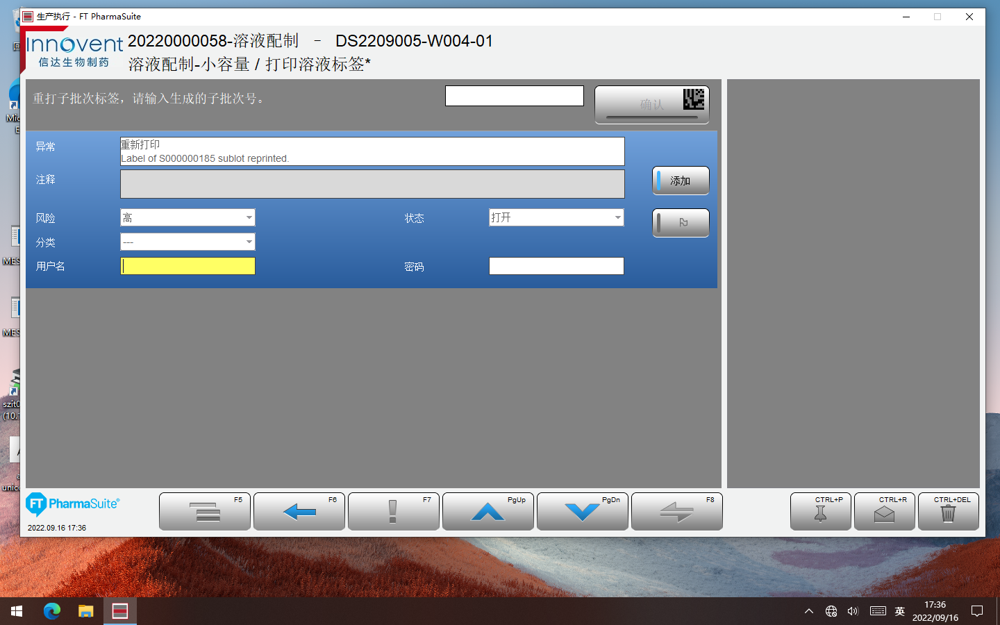 生产执行 - FT PharmaSuite
Innovent
信达生物制药
20220000058-溶液配制 - DS2209005-W004-01
溶液配制-小容量 / 打印溶液标签*
重打子批次标签，请输入生成的子批次号。
确认
异常
重新打印
Label of S000000185 sublot reprinted.
注释
添加
风险
高
状态
打开
分类
---
用户名
密码
FT PharmaSuite
2022.09.16 17:36
F5
F6
F7
PgUp
PgDn
F8
CTRL+P
CTRL+R
CTRL+DEL
MES
MES
szit0
(10.
unico
英
17:36
2022/09/16